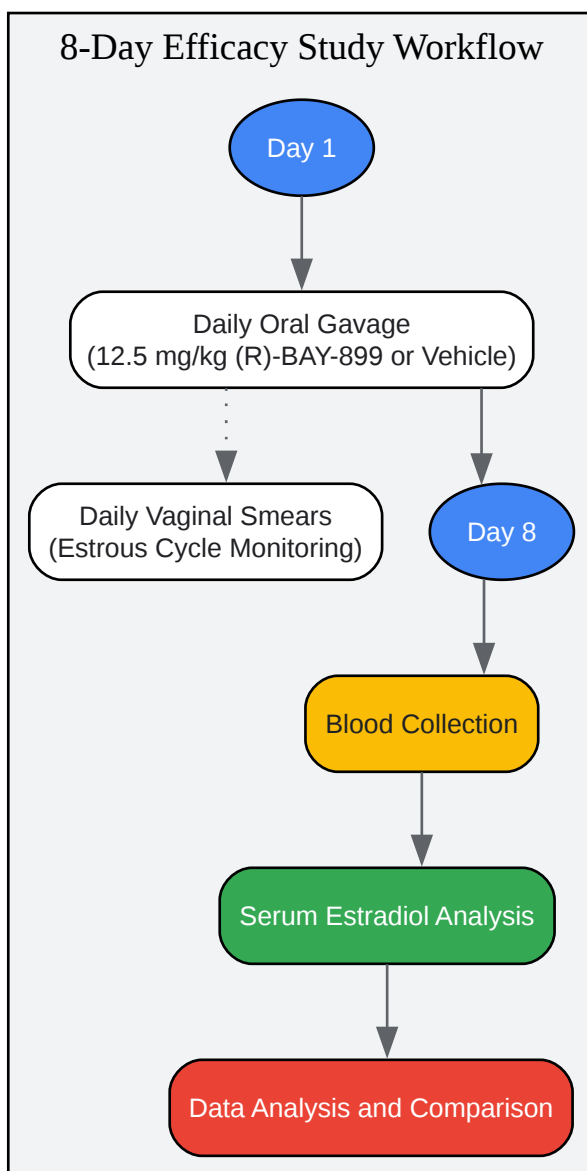 8-Day Efficacy Study Workflow
Day 1
Daily Oral Gavage
(12.5 mg/kg (R)-BAY-899 or Vehicle)
Daily Vaginal Smears
(Estrous Cycle Monitoring)
Day 8
Blood Collection
Serum Estradiol Analysis
Data Analysis and Comparison